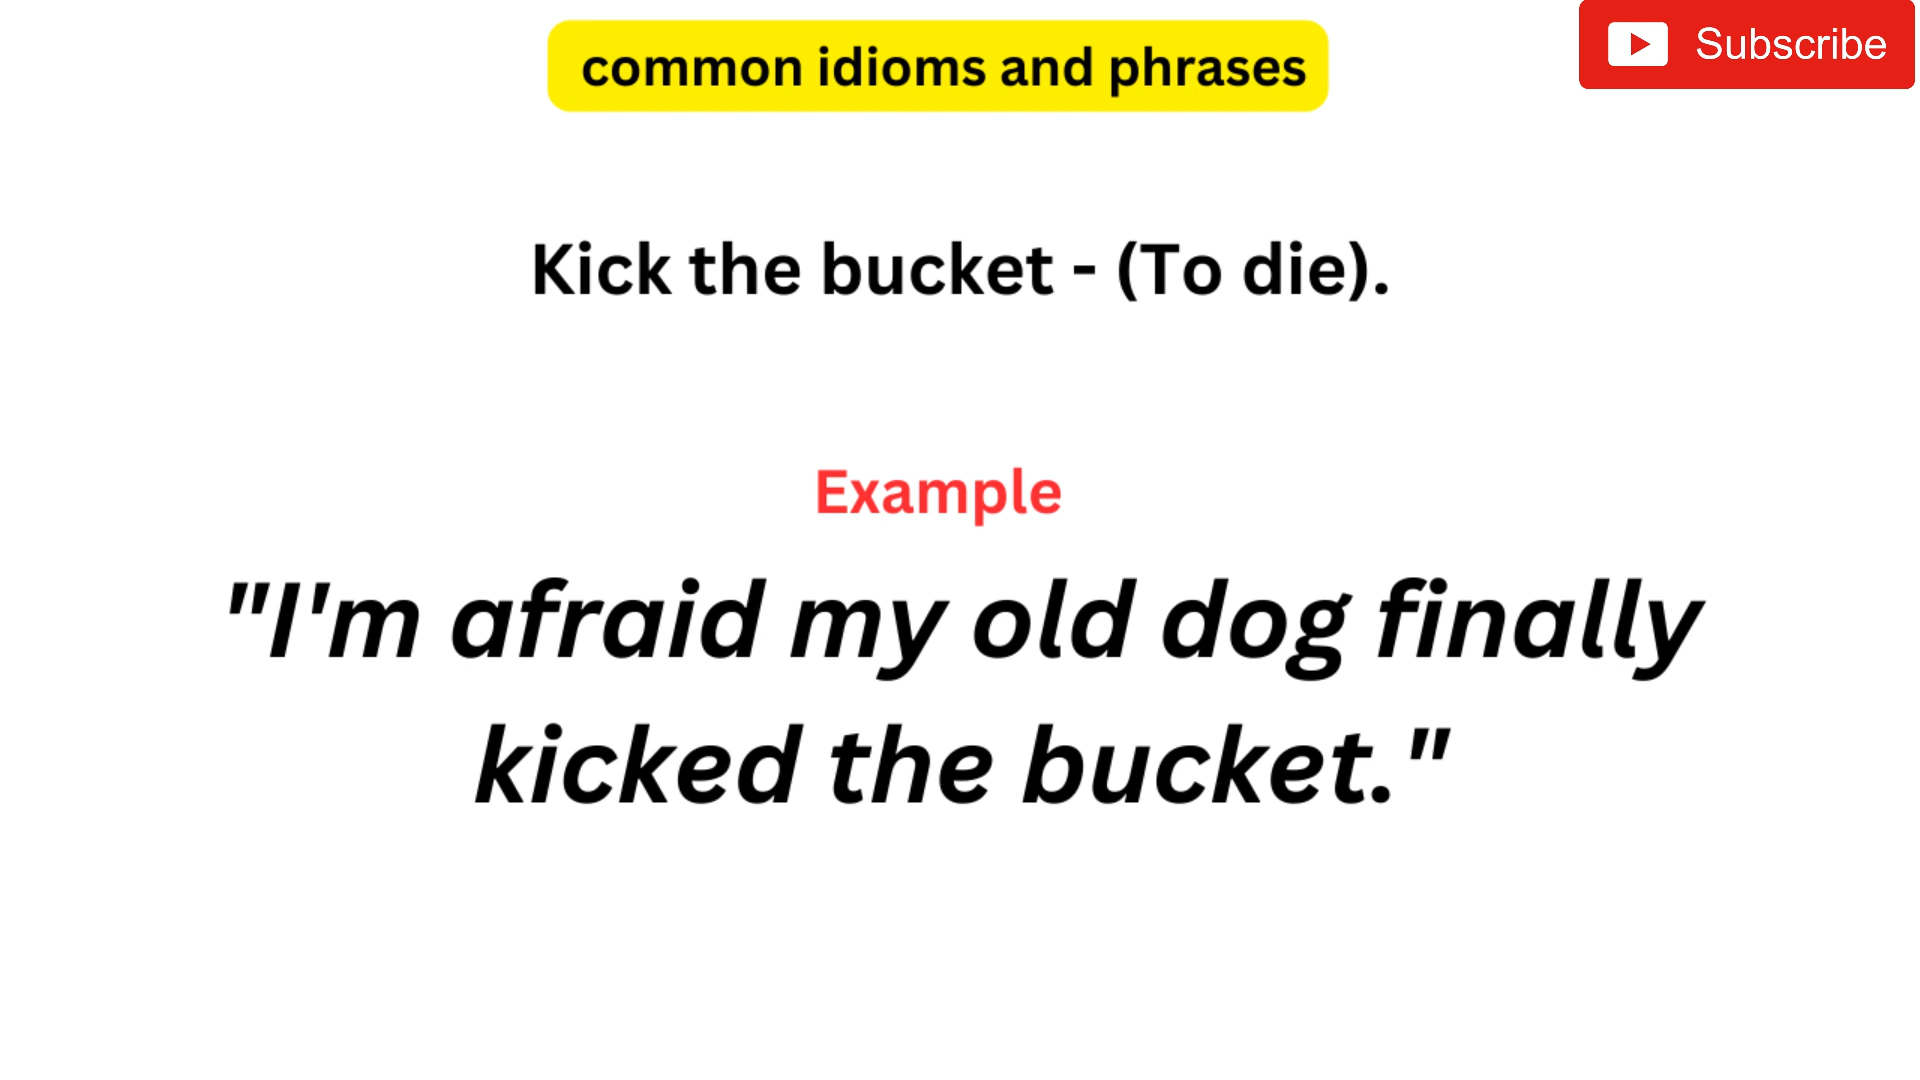 common idioms and phrases
Subscribe
Kick the bucket - (To die).
Example
"I'm afraid my old dog finally
kicked the bucket."